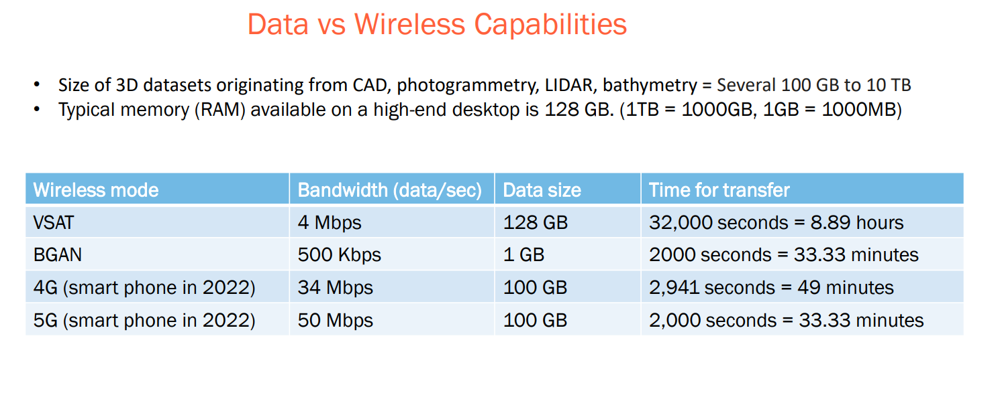 Data vs Wireless Capabilities
• Size of 3D datasets originating from CAD, photogrammetry, LIDAR, bathymetry = Several 100 GB to 10 TB
• Typical memory (RAM) available on a high-end desktop is 128 GB. (1TB = 1000GB, 1GB = 1000MB)
Wireless mode Bandwidth (data/sec) Data size Time for transfer
VSAT 4 Mbps 128 GB 32,000 seconds = 8.89 hours
BGAN 500 Kbps 1 GB 2000 seconds = 33.33 minutes
4G (smart phone in 2022) 34 Mbps 100 GB 2,941 seconds = 49 minutes
5G (smart phone in 2022) 50 Mbps 100 GB 2,000 seconds = 33.33 minutes